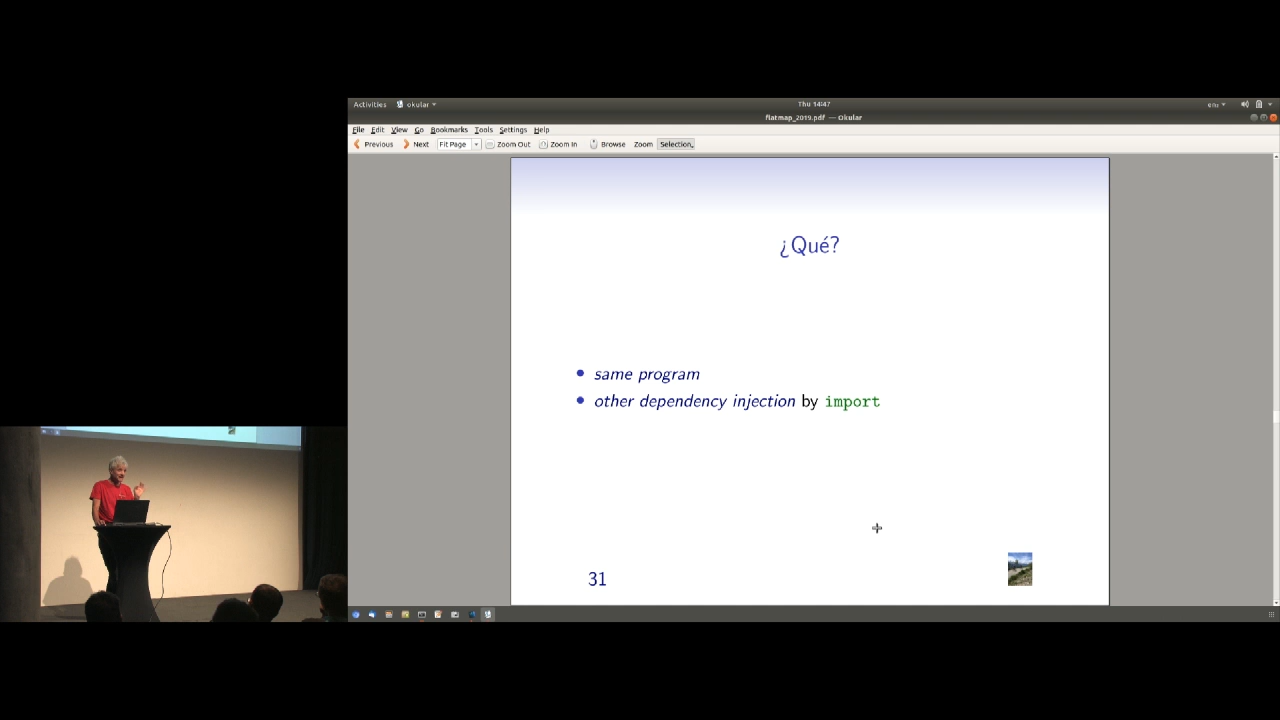 Activities okular Thu 14:47 en₁
flatmap_2019.pdf — Okular
File Edit View Go Bookmarks Tools Settings Help
Previous Next Fit Page Zoom Out Zoom In Browse Zoom Selection
¿Qué?
same program
other dependency injection by import
31